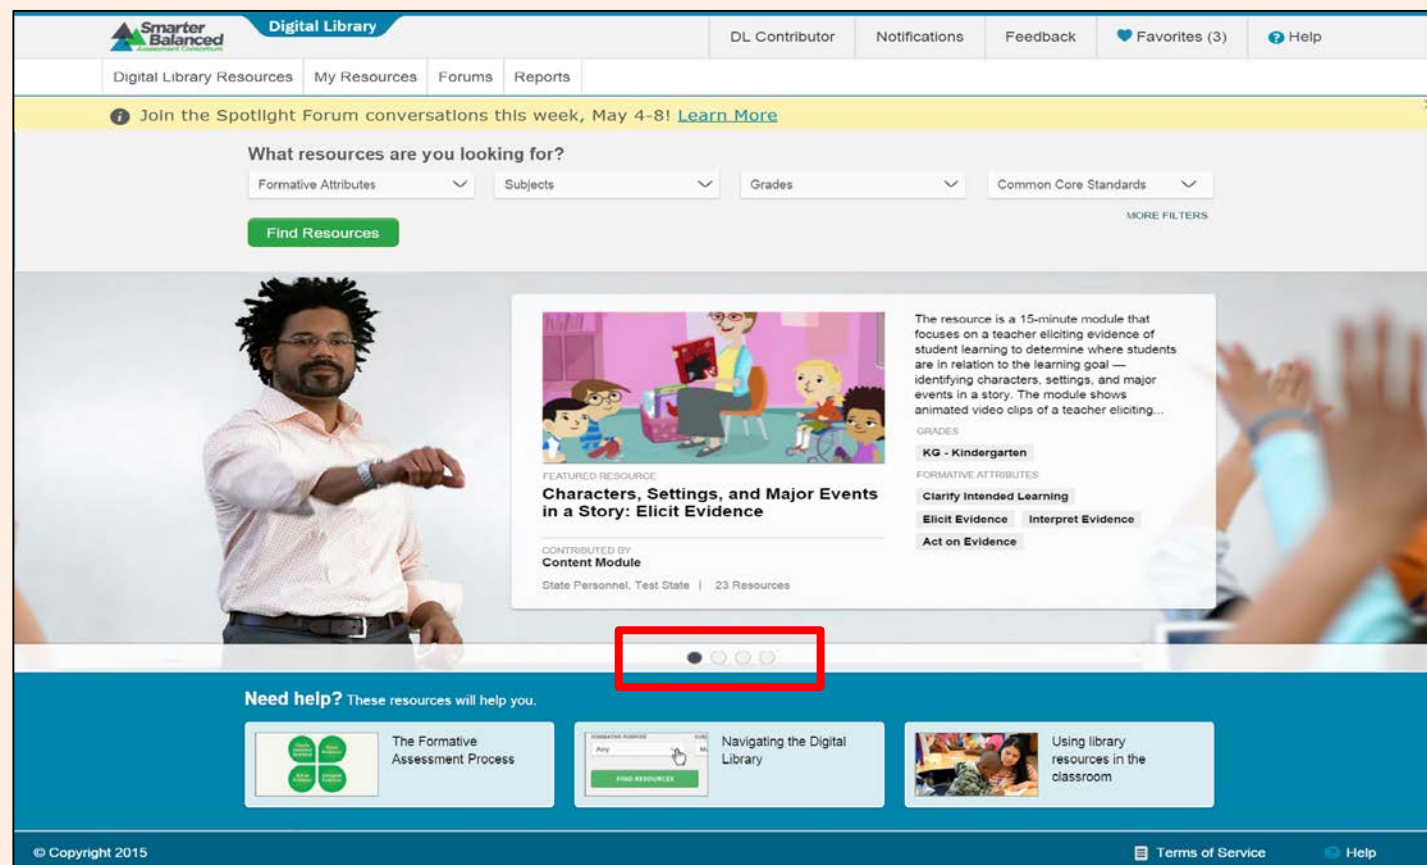 Smarter
Balanced
Assessment Consortium
Digital Library
DL Contributor
Notifications
Feedback
Favorites (3)
Help
Digital Library Resources
My Resources
Forums
Reports
Join the Spotlight Forum conversations this week, May 4-8! Learn More
What resources are you looking for?
Formative Attributes
Subjects
Grades
Common Core Standards
MORE FILTERS
Find Resources
The resource is a 15-minute module that
focuses on a teacher eliciting evidence of
student learning to determine where students
are in relation to the learning goal —
identifying characters, settings, and major
events in a story. The module shows
animated video clips of a teacher eliciting...
GRADES
KG - Kindergarten
FORMATIVE ATTRIBUTES
Clarify Intended Learning
Elicit Evidence
Interpret Evidence
Act on Evidence
FEATURED RESOURCE
Characters, Settings, and Major Events
in a Story: Elicit Evidence
CONTRIBUTED BY
Content Module
State Personnel, Test State | 23 Resources
Need help? These resources will help you.
The Formative
Assessment Process
Any
FIND RESOURCES
Navigating the Digital
Library
Using library
resources in the
classroom
© Copyright 2015
Terms of Service
Help